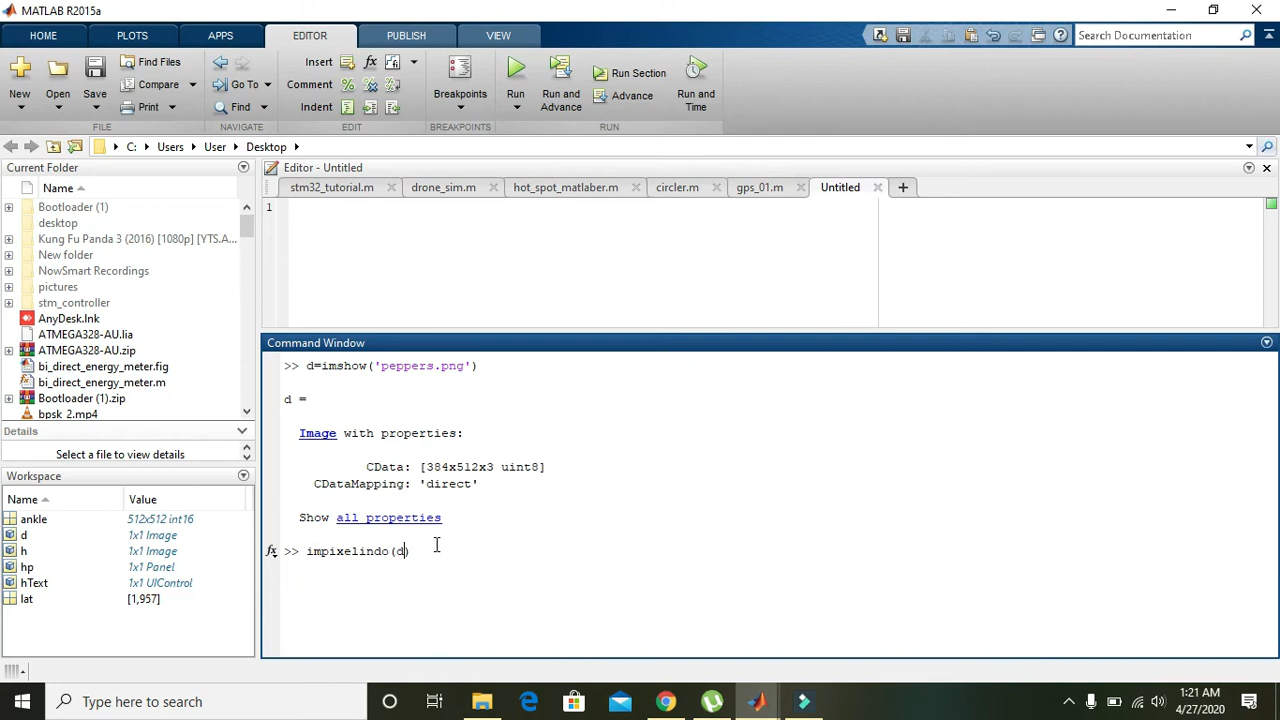 MATLAB R2015a
HOME PLOTS APPS EDITOR PUBLISH VIEW Search Documentation
New Open Save Find Files Compare Print
Go To Find
Insert Comment Indent
Breakpoints Run Run and Advance Run Section Advance Run and Time
FILE NAVIGATE EDIT BREAKPOINTS RUN
C: Users User Desktop
Current Folder
Name
Bootloader (1)
desktop
Kung Fu Panda 3 (2016) [1080p] [YTS.A...
New folder
NowSmart Recordings
pictures
stm_controller
AnyDesk.lnk
ATMEGA328-AU.lia
ATMEGA328-AU.zip
bi_direct_energy_meter.fig
bi_direct_energy_meter.m
Bootloader (1).zip
bpsk_2.mp4
Details
Select a file to view details
Workspace
Name Value
ankle 512x512 int16
d 1x1 Image
h 1x1 Image
hp 1x1 Panel
hText 1x1 UIControl
lat [1,957]
Editor - Untitled
stm32_tutorial.m drone_sim.m hot_spot_matlaber.m circler.m gps_01.m Untitled
1
Command Window
>> d=imshow('peppers.png')
d =
Image with properties:
CData: [384x512x3 uint8]
CDataMapping: 'direct'
Show all properties
fx >> impixelindo(d)
Type here to search
1:21 AM
4/27/2020